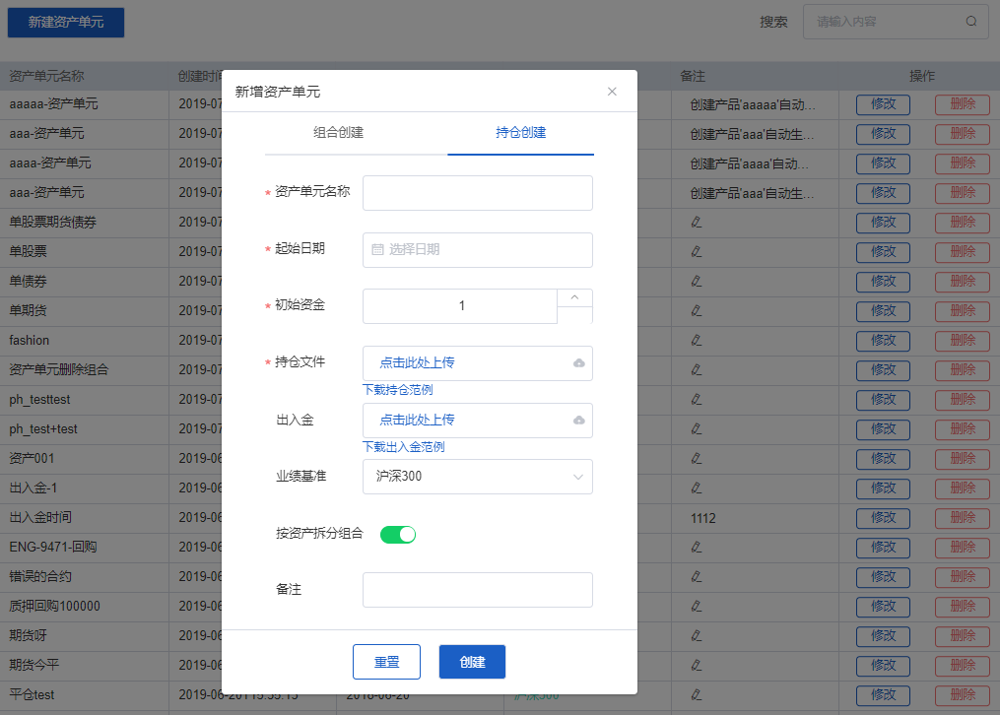 新建资产单元
搜索 请输入内容
资产单元名称 创建时间 备注 操作
aaaaa-资产单元 2019-07 创建产品'aaaaa'自动... 修改 删除
aaa-资产单元 2019-07 创建产品'aaa'自动生... 修改 删除
aaaa-资产单元 2019-07 创建产品'aaaa'自动... 修改 删除
aaa-资产单元 2019-07 创建产品'aaa'自动生... 修改 删除
单股票期货债券 2019-07 修改 删除
单股票 2019-07 修改 删除
单债券 2019-07 修改 删除
单期货 2019-07 修改 删除
fashion 2019-07 修改 删除
资产单元删除组合 2019-07 修改 删除
ph_testtest 2019-07 修改 删除
ph_test+test 2019-07 修改 删除
资产001 2019-06 修改 删除
出入金-1 2019-06 修改 删除
出入金时间 2019-06 1112 修改 删除
ENG-9471-回购 2019-06 修改 删除
错误的合约 2019-06 修改 删除
质押回购100000 2019-06 修改 删除
期货呀 2019-06 修改 删除
期货今平 2019-06 修改 删除
平仓test 2019-06-20T15:55:15 2018-06-20 沪深300 修改 删除
新增资产单元
组合创建 持仓创建
* 资产单元名称
* 起始日期 选择日期
* 初始资金 1
* 持仓文件 点击此处上传
下载持仓范例
出入金 点击此处上传
下载出入金范例
业绩基准 沪深300
按资产拆分组合
备注
重置 创建